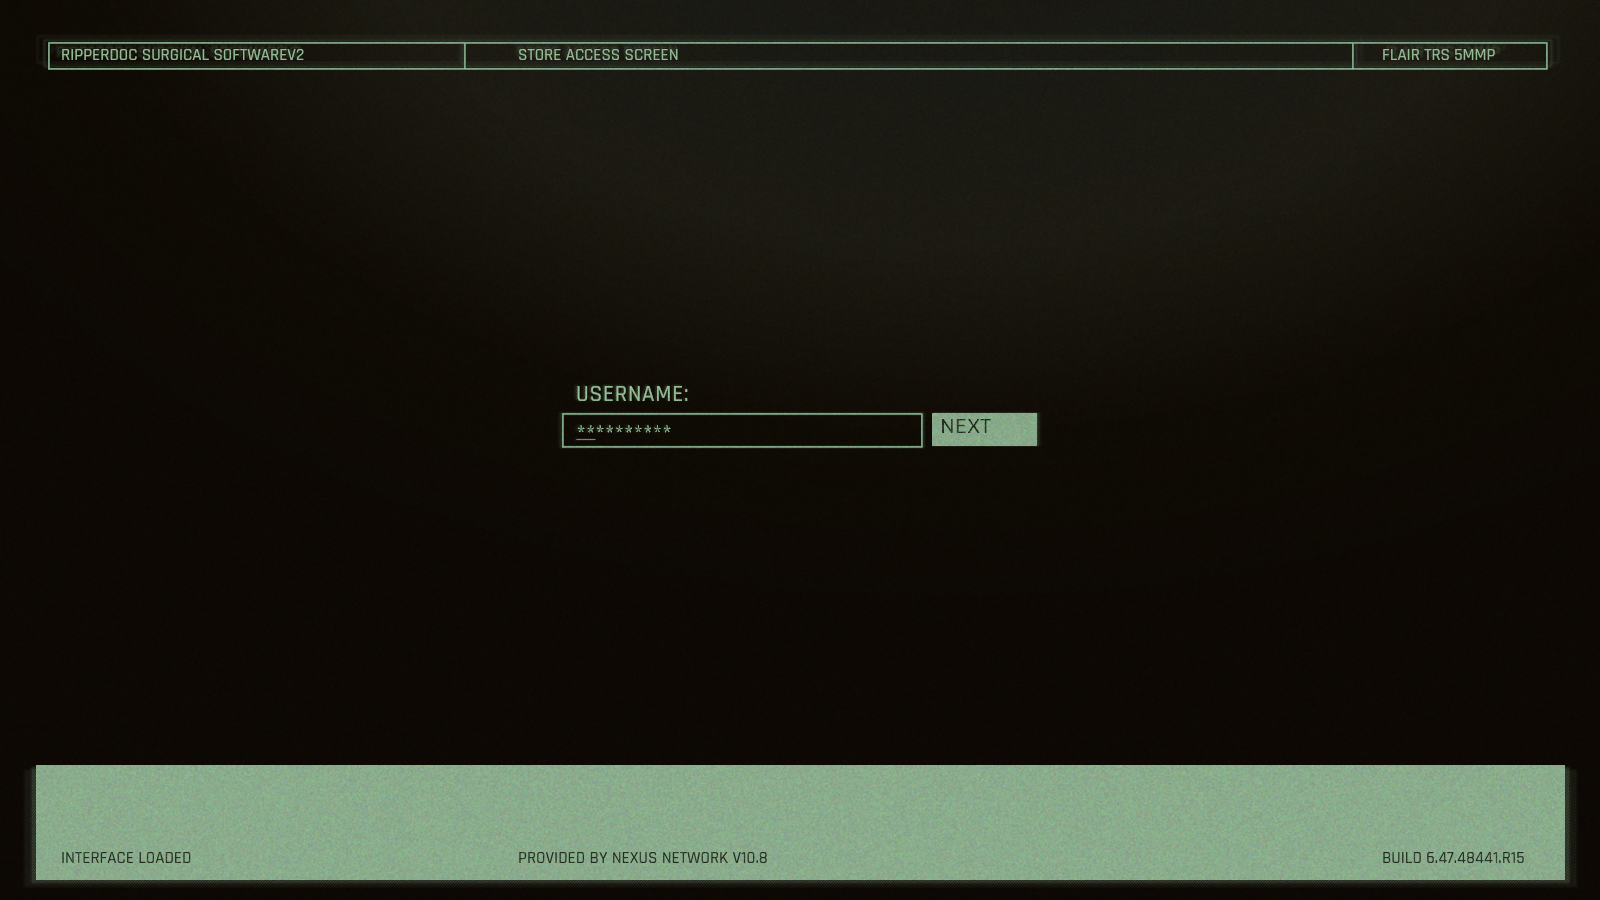 RIPPERDOC SURGICAL SOFTWAREV2
STORE ACCESS SCREEN
FLAIR TRS 5MMP
USERNAME:
**********
NEXT
INTERFACE LOADED
PROVIDED BY NEXUS NETWORK V10.8
BUILD 6.47.48441.R15